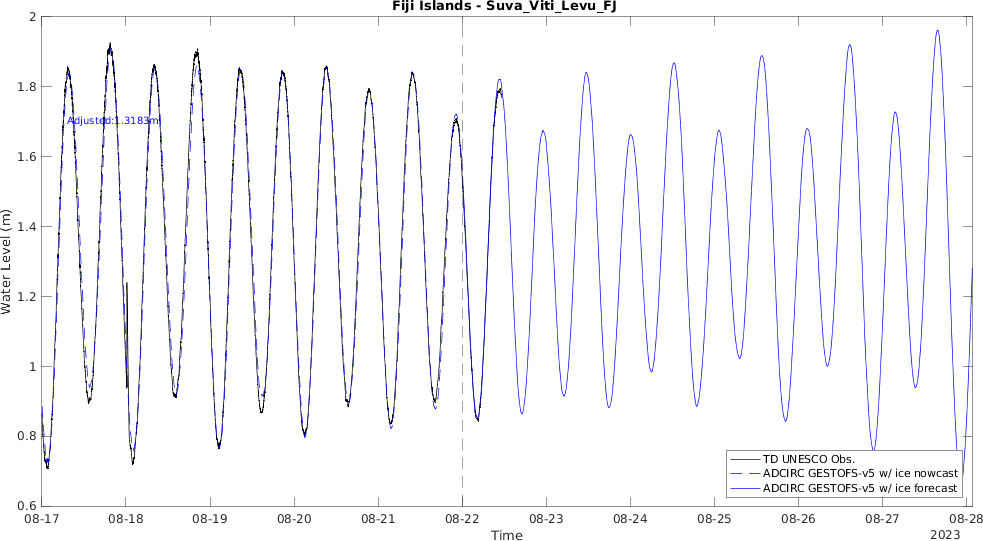 Fiji Islands - Suva_Viti_Levu_FJ
2
1.8
1.6
1.4
1.2
1
0.8
0.6
Water Level (m)
Adjusted:1.3183m
TD UNESCO Obs.
ADCIRC GESTOFS-v5 w/ ice nowcast
ADCIRC GESTOFS-v5 w/ ice forecast
08-17 08-18 08-19 08-20 08-21 08-22 08-23 08-24 08-25 08-26 08-27 08-28
Time
2023